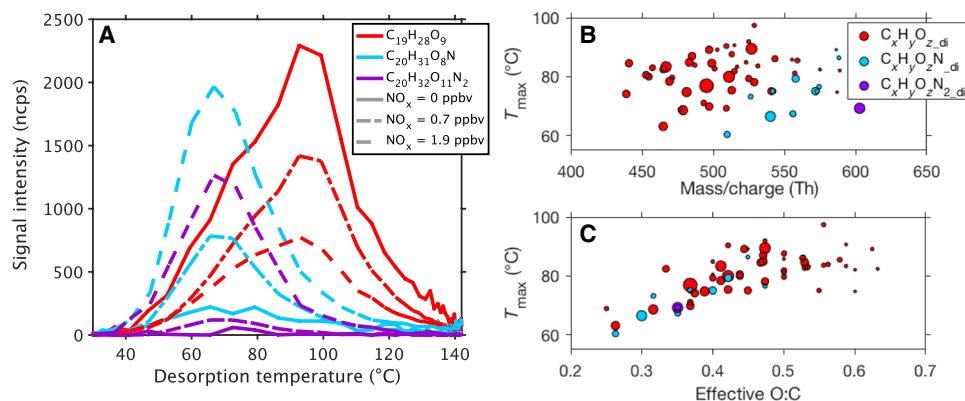 A
Signal intensity (ncps)
2500
2000
1500
1000
500
0
40
60
80
100
120
140
Desorption temperature (°C)
C₁₉H₂₈O₉
C₂₀H₃₁O₈N
C₂₀H₃₂O₁₁N₂
NOₓ = 0 ppbv
NOₓ = 0.7 ppbv
NOₓ = 1.9 ppbv
B
Tmax (°C)
100
80
60
400
450
500
550
600
650
Mass/charge (Th)
CxHyOz_di
CxHyOzN_di
CxHyOzN2_di
C
Tmax (°C)
100
80
60
0.2
0.3
0.4
0.5
0.6
0.7
Effective O:C